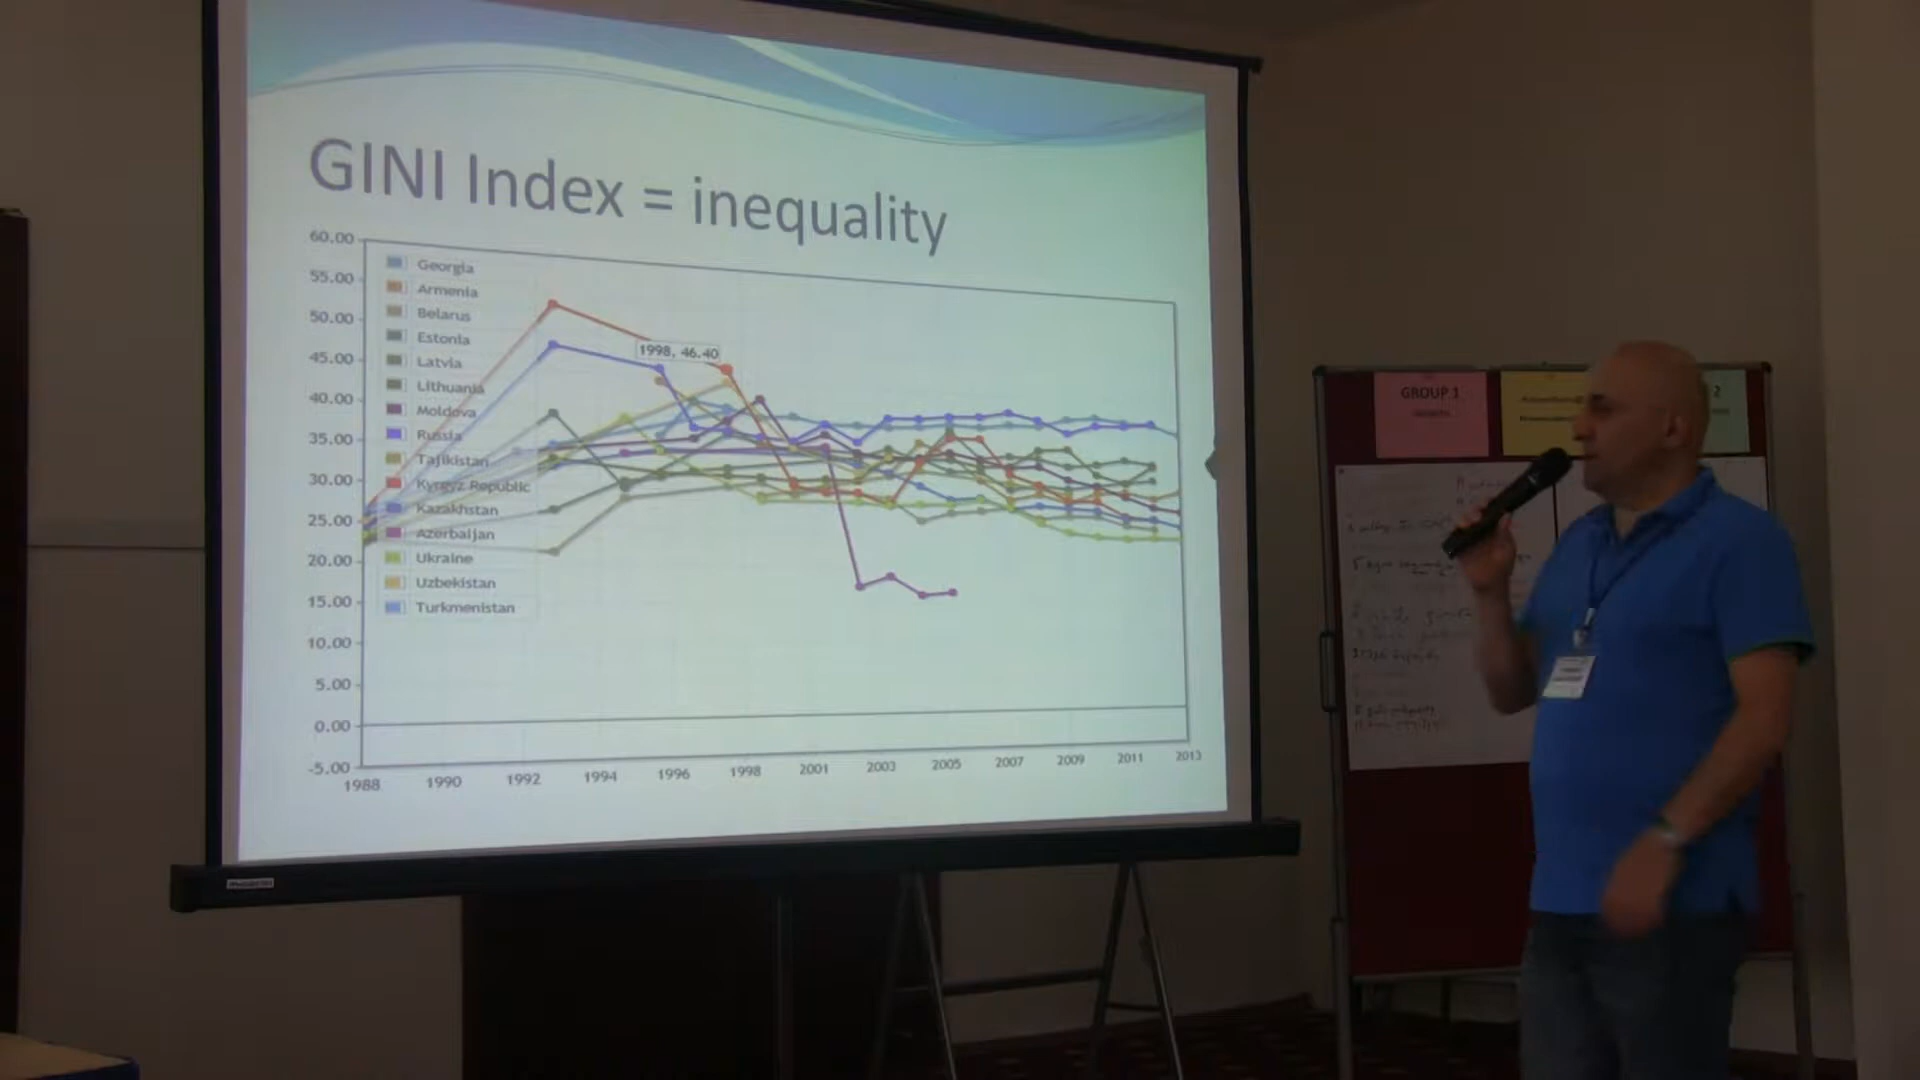 GINI Index = inequality
60.00
55.00
50.00
45.00
40.00
35.00
30.00
25.00
20.00
15.00
10.00
5.00
0.00
-5.00
Georgia
Armenia
Belarus
Estonia
Latvia
Lithuania
Moldova
Russia
Tajikistan
Kyrgyz Republic
Kazakhstan
Azerbaijan
Ukraine
Uzbekistan
Turkmenistan
1998, 46.40
1988 1990 1992 1994 1996 1998 2001 2003 2005 2007 2009 2011 2013
GROUP 1
2